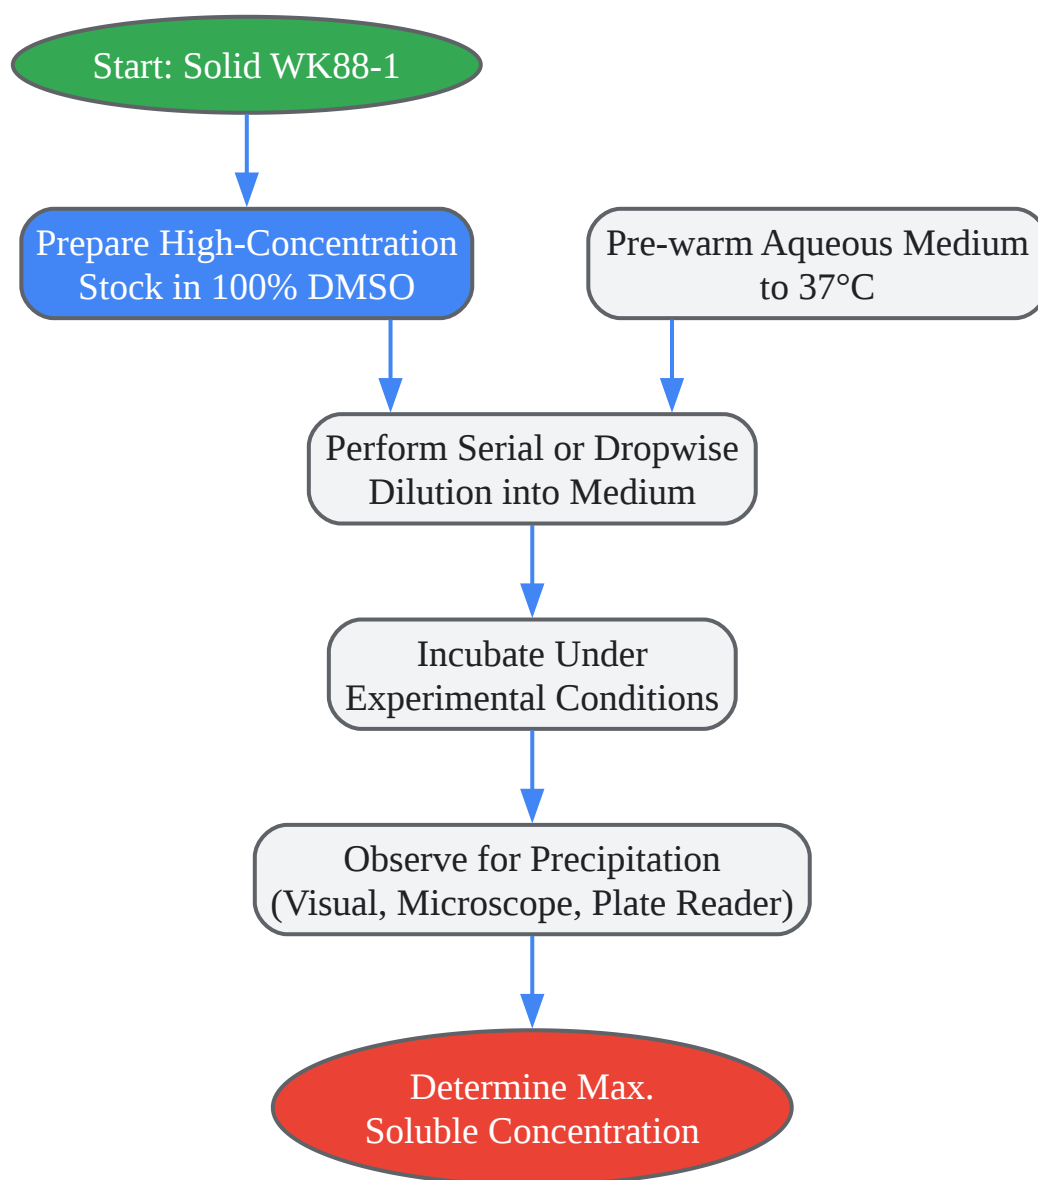 Start: Solid WK88-1
Prepare High-Concentration
Stock in 100% DMSO
Pre-warm Aqueous Medium
to 37°C
Perform Serial or Dropwise
Dilution into Medium
Incubate Under
Experimental Conditions
Observe for Precipitation
(Visual, Microscope, Plate Reader)
Determine Max.
Soluble Concentration